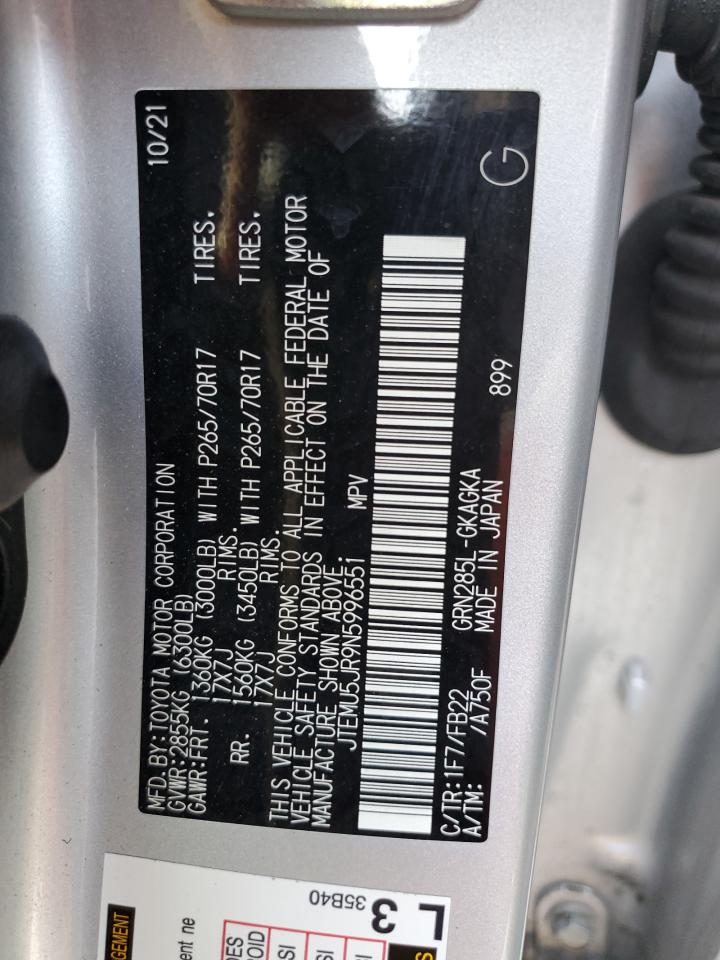 MFD. BY: TOYOTA MOTOR CORPORATION 10/21
GVWR: 2855KG (6300LB)
GAWR: FRT. 1360KG (3000LB) WITH P265/70R17 TIRES.
17X7J RIMS.
RR. 1560KG (3450LB) WITH P265/70R17 TIRES.
17X7J RIMS.
THIS VEHICLE CONFORMS TO ALL APPLICABLE FEDERAL MOTOR
VEHICLE SAFETY STANDARDS IN EFFECT ON THE DATE OF
MANUFACTURE SHOWN ABOVE.
JTEMU5JR9N5996551 MPV
C/TR: 1F7/FB22 GRN285L-GKAGKA 899
A/TM: /A750F MADE IN JAPAN
G
L
3
35B40